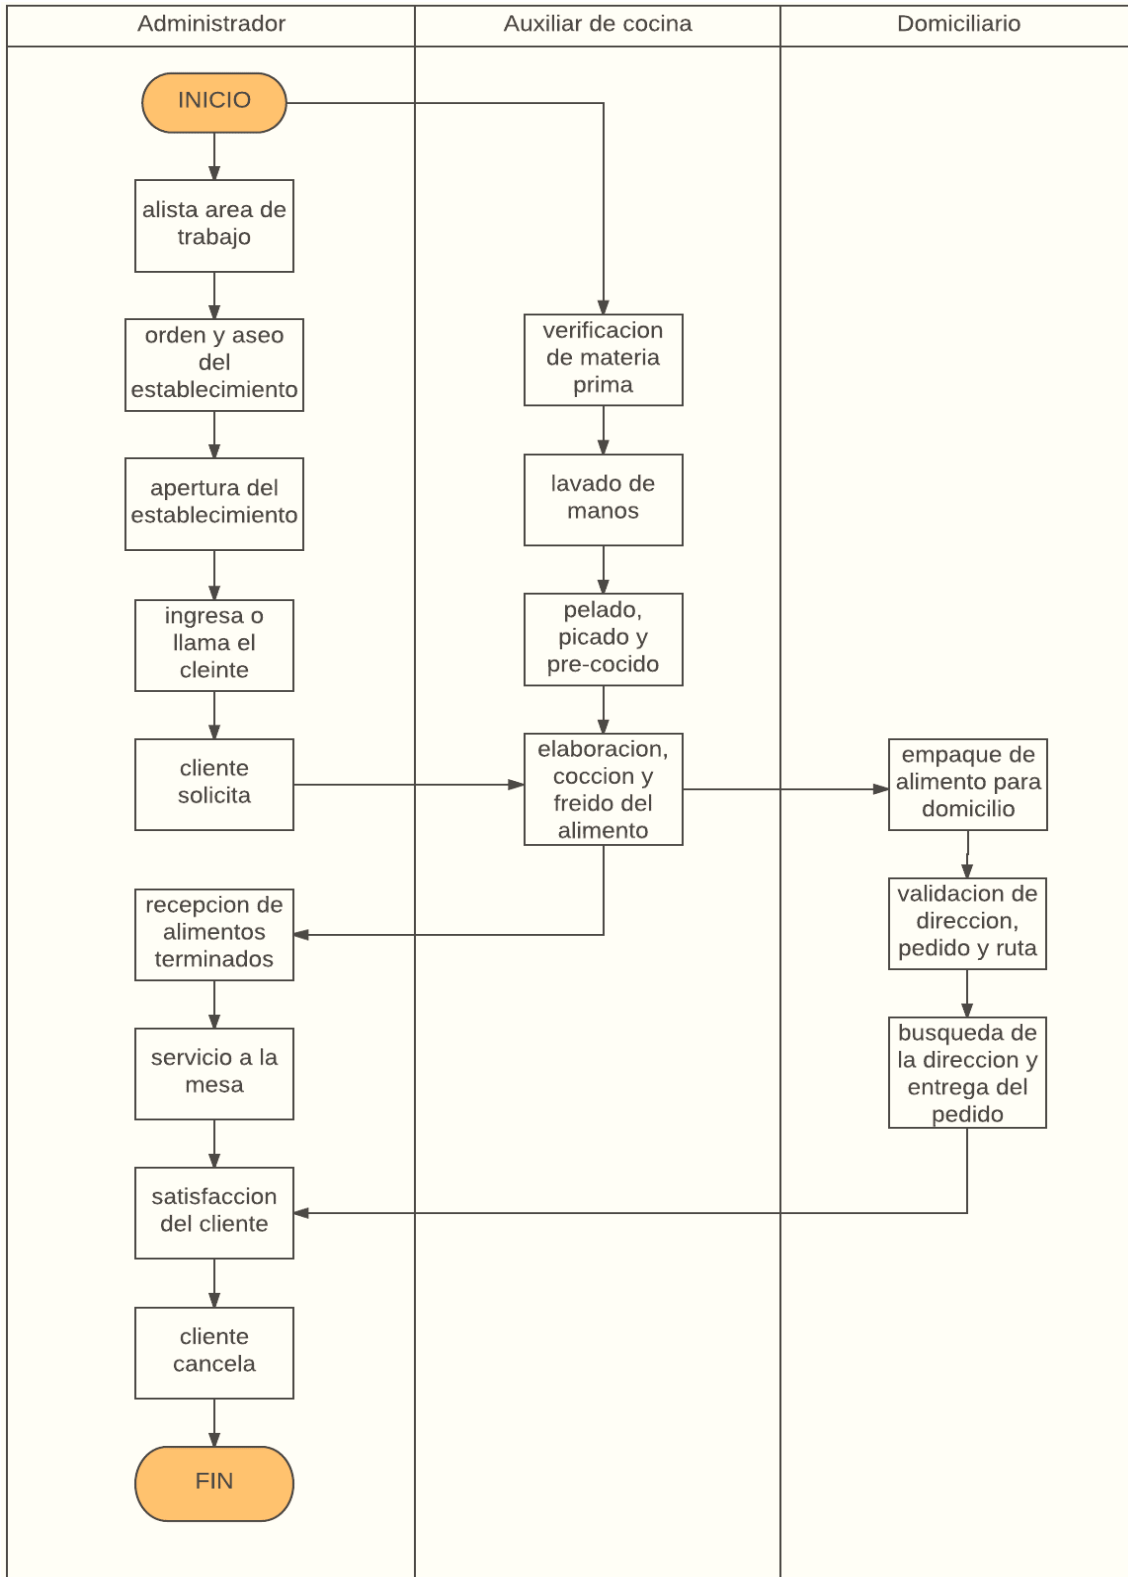 Administrador
Auxiliar de cocina
Domiciliario
INICIO
alista area de
trabajo
orden y aseo
del
establecimiento
apertura del
establecimiento
ingresa o
llama el
cleinte
cliente
solicita
recepcion de
alimentos
terminados
servicio a la
mesa
satisfaccion
del cliente
cliente
cancela
FIN
verificacion
de materia
prima
lavado de
manos
pelado,
picado y
pre-cocido
elaboracion,
coccion y
freido del
alimento
empaque de
alimento para
domicilio
validacion de
direccion,
pedido y ruta
busqueda de
la direccion y
entrega del
pedido